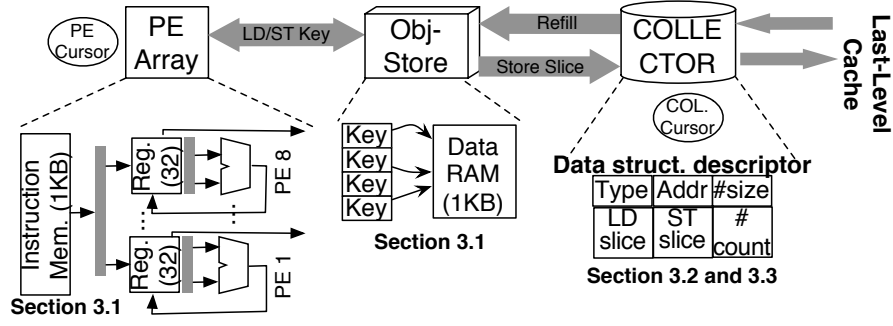 PE
Cursor
PE
Array
LD/ST Key
Obj-
Store
Refill
Store Slice
COLLE
CTOR
COL.
Cursor
Last-Level
Cache
Instruction
Mem. (1KB)
Reg.
(32)
PE 8
...
...
Reg.
(32)
PE 1
Section 3.1
Key
Key
Key
Key
Data
RAM
(1KB)
Section 3.1
Data struct. descriptor
Type Addr #size
LD
slice
ST
slice
#
count
Section 3.2 and 3.3